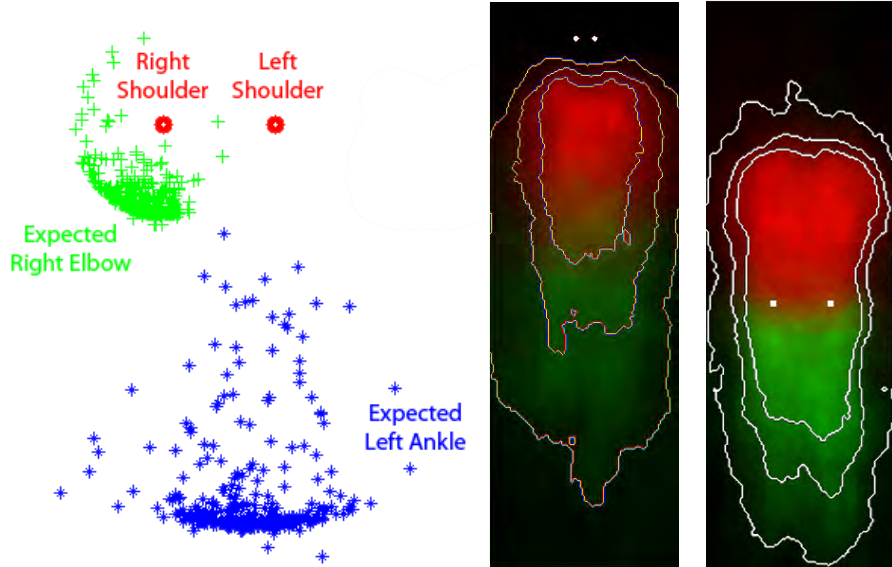 Right
Shoulder
Left
Shoulder
Expected
Right Elbow
Expected
Left Ankle